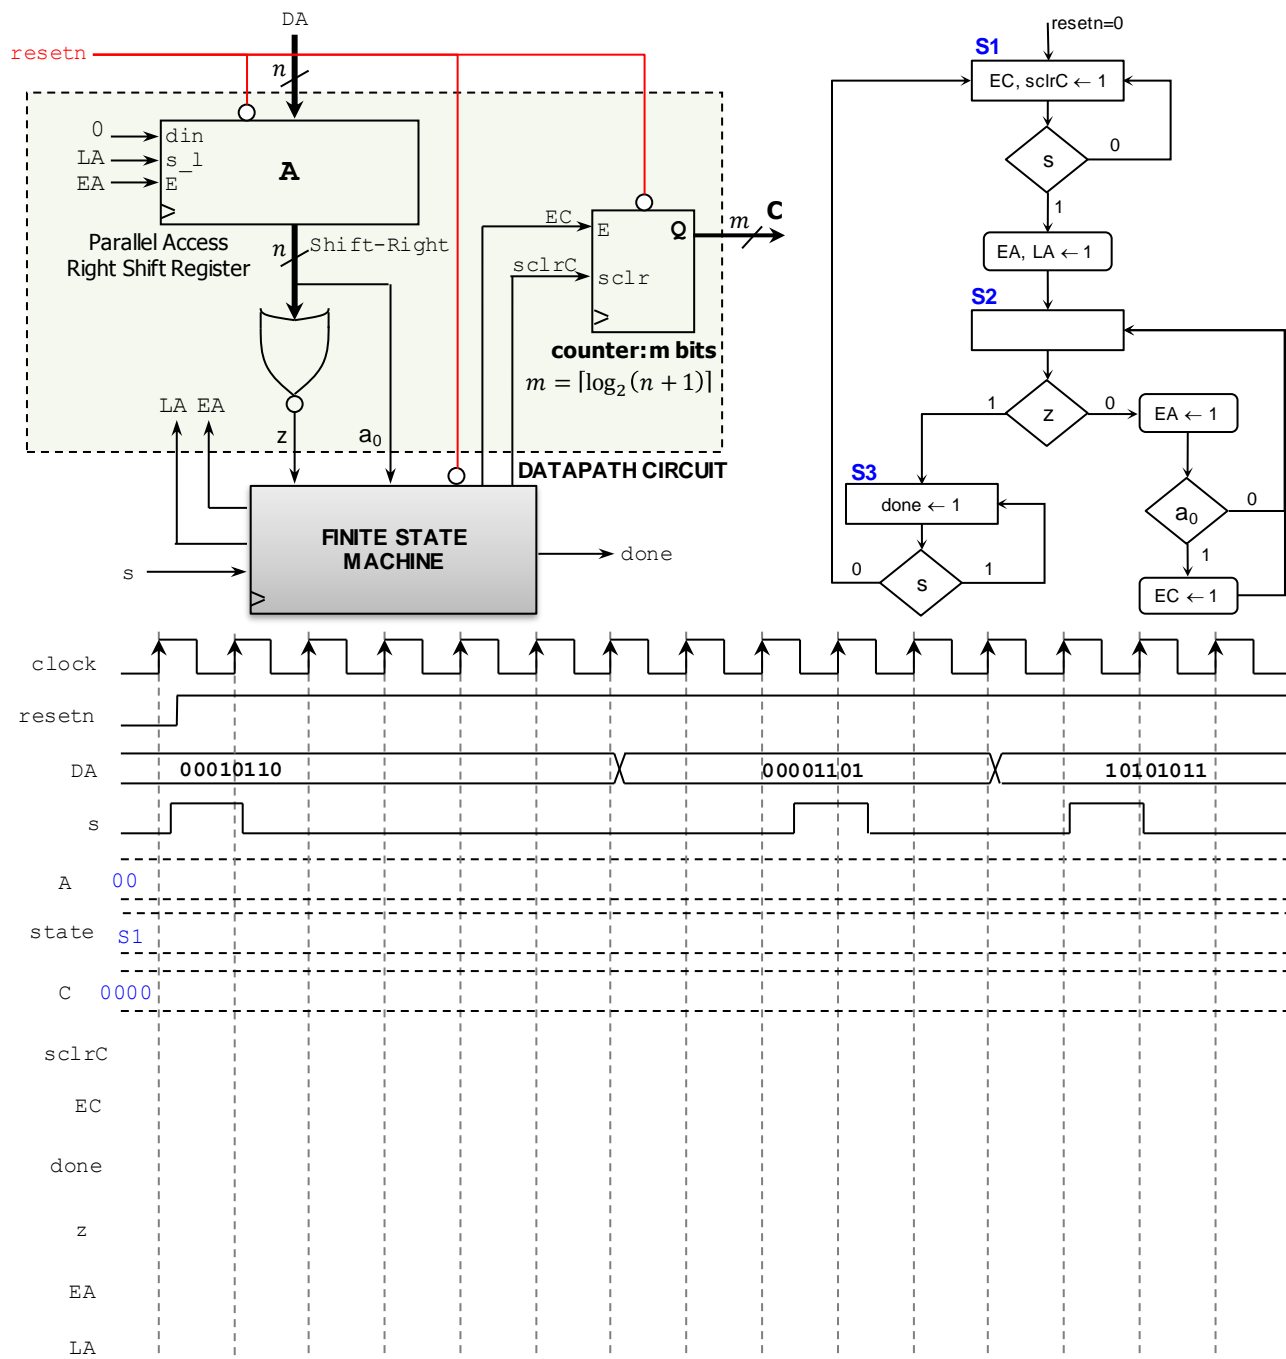 DA
resetn
n
0
din
LA
s_l
EA
E
A
Parallel Access
Right Shift Register
n
Shift-Right
EC
E
Q
m
C
sclrC
sclr
counter: m bits
m = ⌈log₂(n + 1)⌉
LA EA
z
a₀
DATAPATH CIRCUIT
FINITE STATE
MACHINE
s
done
resetn=0
S1
EC, sclrC ← 1
s
0
1
EA, LA ← 1
S2
z
1
0
EA ← 1
S3
done ← 1
a₀
0
1
s
0
1
EC ← 1
clock
resetn
DA
00010110
00001101
10101011
s
A
00
state
S1
C
0000
sclrC
EC
done
z
EA
LA